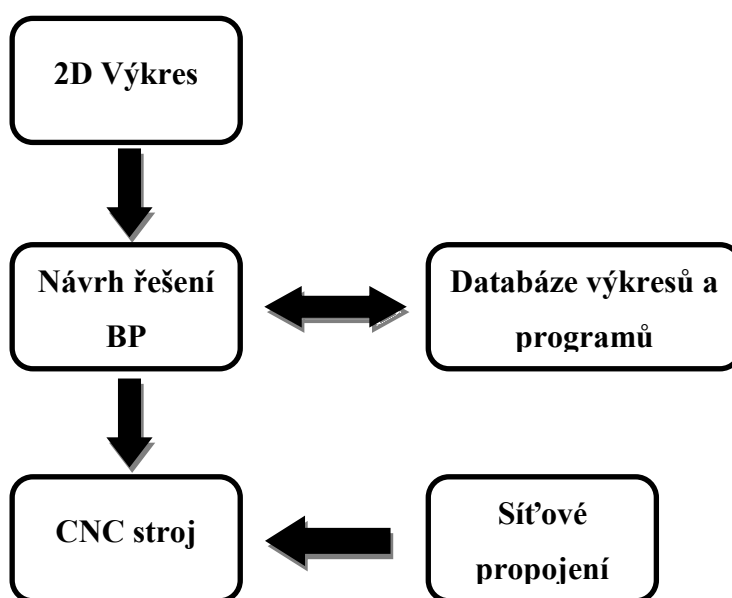 2D Výkres
Návrh řešení
BP
Databáze výkresů a
programů
CNC stroj
Síťové
propojení